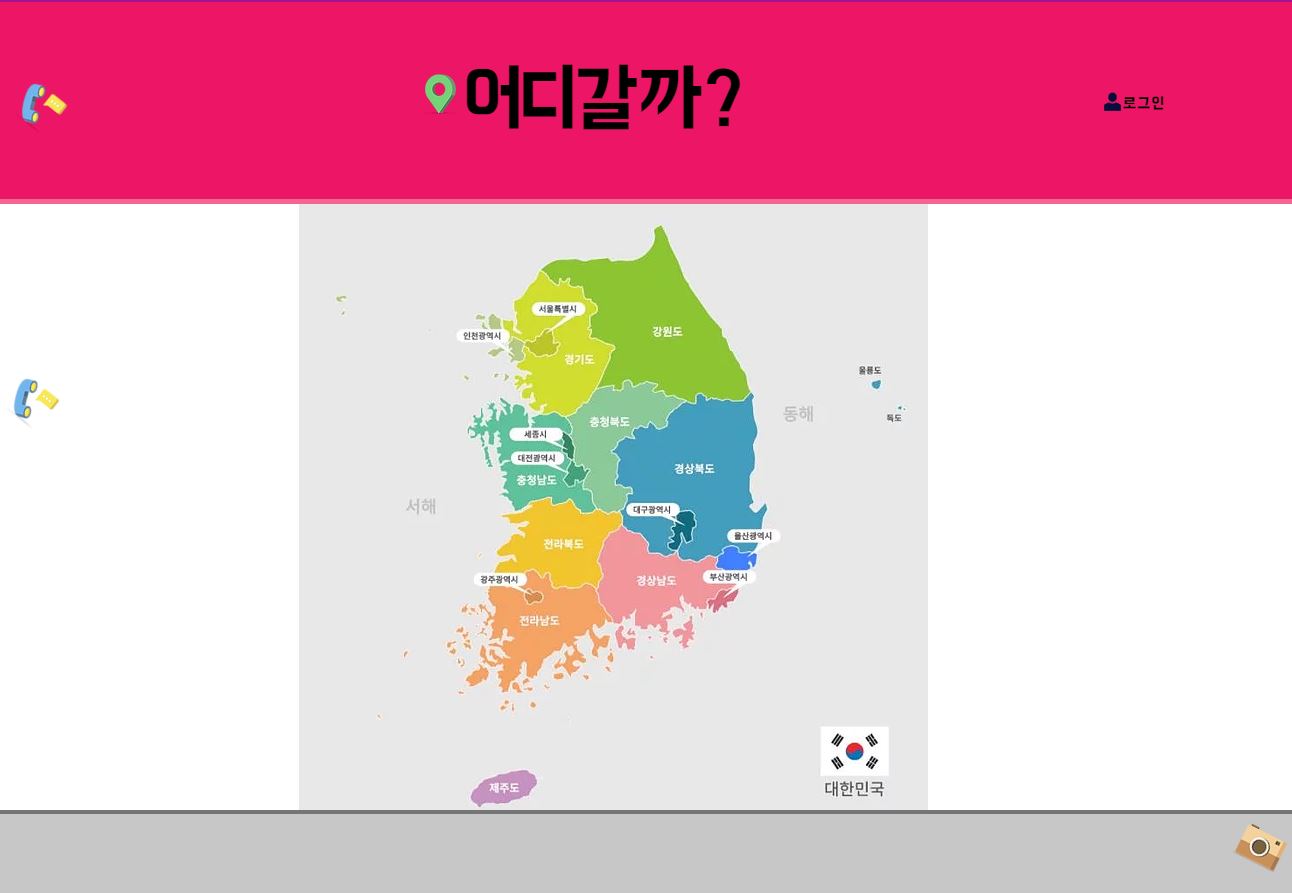 어디갈까?
로그인
서울특별시
강원도
인천광역시
경기도
울릉도
독도
동해
충청북도
세종시
대전광역시
충청남도
경상북도
서해
대구광역시
울산광역시
전라북도
경상남도
부산광역시
광주광역시
전라남도
제주도
대한민국